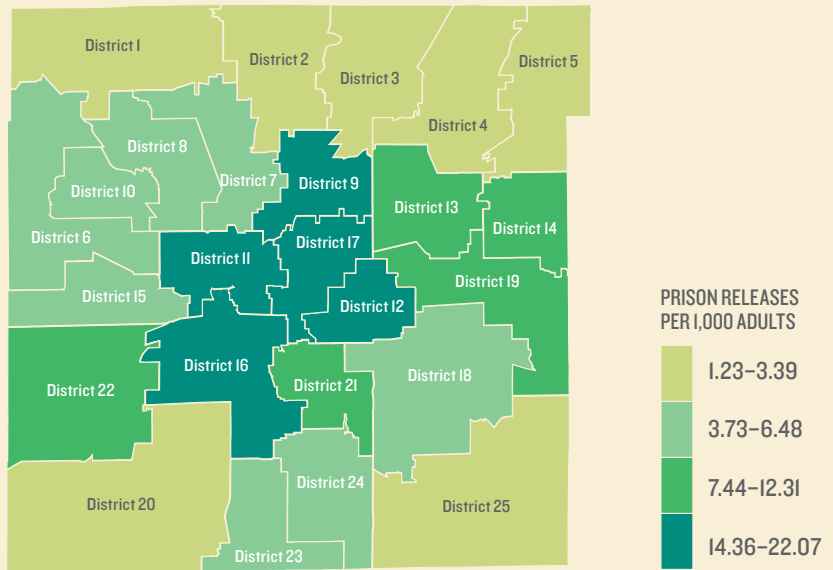 District 1
District 2
District 3
District 5
District 4
District 8
District 7
District 9
District 10
District 13
District 14
District 6
District 17
District 11
District 19
District 15
District 12
District 16
District 18
District 22
District 21
District 24
District 20
District 25
District 23
PRISON RELEASES
PER 1,000 ADULTS
1.23–3.39
3.73–6.48
7.44–12.31
14.36–22.07